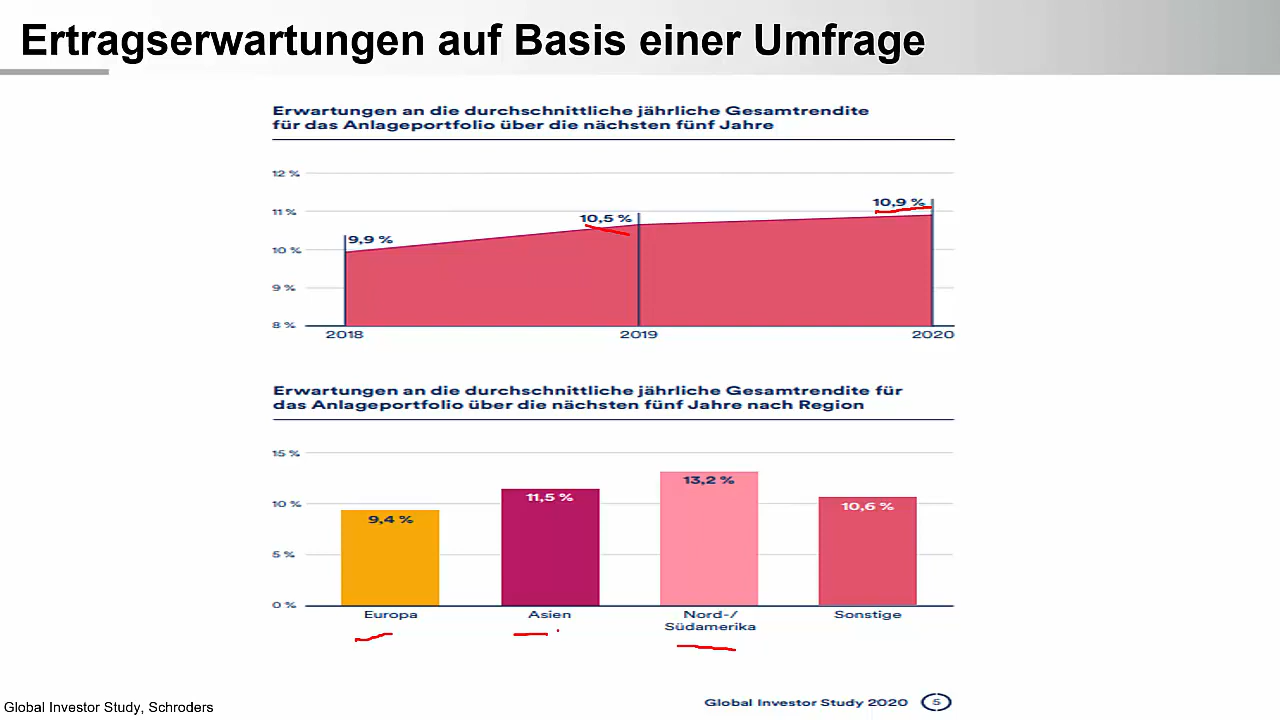 Ertragserwartungen auf Basis einer Umfrage
Erwartungen an die durchschnittliche jährliche Gesamtrendite
für das Anlageportfolio über die nächsten fünf Jahre
12 %
11 %
10 %
9 %
8 %
9,9 %
10,5 %
10,9 %
2018
2019
2020
Erwartungen an die durchschnittliche jährliche Gesamtrendite für
das Anlageportfolio über die nächsten fünf Jahre nach Region
15 %
10 %
5 %
0 %
9,4 %
11,5 %
13,2 %
10,6 %
Europa
Asien
Nord-/
Südamerika
Sonstige
Global Investor Study 2020 5
Global Investor Study, Schroders